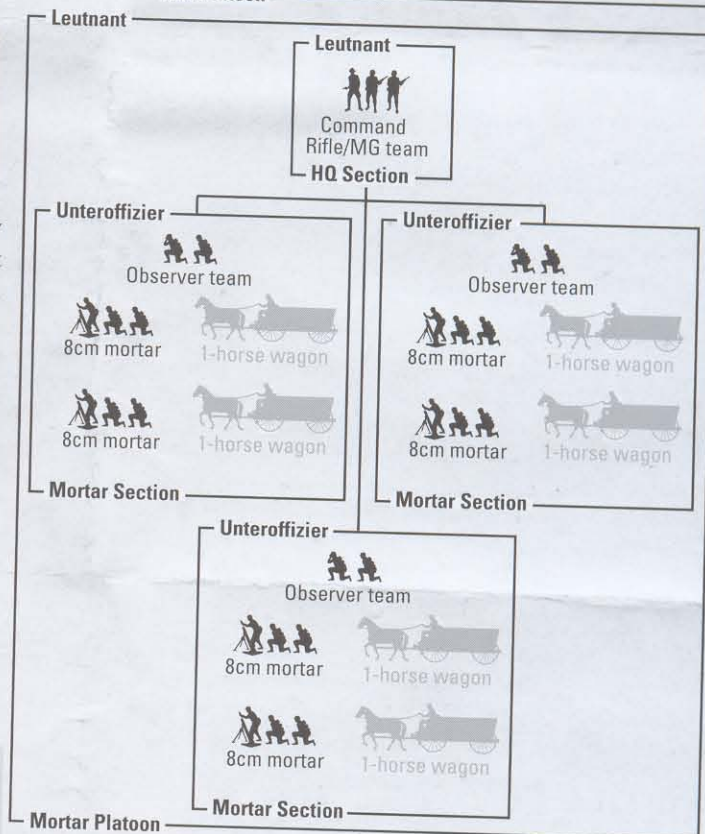 Leutnant
Leutnant
Command
Rifle/MG team
HQ Section
Unteroffizier
Observer team
8cm mortar
1-horse wagon
8cm mortar
1-horse wagon
Mortar Section
Unteroffizier
Observer team
8cm mortar
1-horse wagon
8cm mortar
1-horse wagon
Mortar Section
Unteroffizier
Observer team
8cm mortar
1-horse wagon
8cm mortar
1-horse wagon
Mortar Section
Mortar Platoon